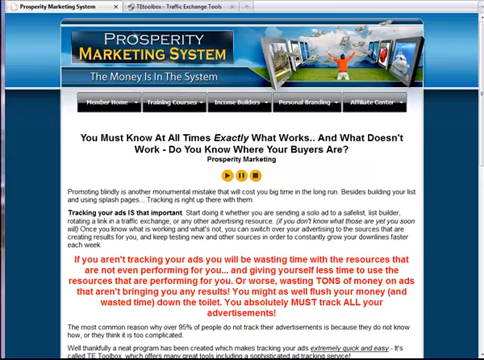 Prosperity Marketing System
TEtoolbox - Traffic Exchange Tools
PROSPERITY
MARKETING SYSTEM
The Money Is In The System
Member Home
Training Courses
Income Builders
Personal Branding
Affiliate Center
You Must Know At All Times Exactly What Works.. And What Doesn't
Work - Do You Know Where Your Buyers Are?
Prosperity Marketing
Promoting blindly is another monumental mistake that will cost you big time in the long run. Besides building your list
and using splash pages.. Tracking is right up there with them.
Tracking your ads IS that important. Start doing it whether you are sending a solo ad to a safelist, list builder,
rotating a link in a traffic exchange, or any other advertising resource. (if you don't know what those are yet you soon
will) Once you know what is working and what's not, you can switch over your advertising to the sources that are
creating results for you, and keep testing new and other sources in order to constantly grow your downlines faster
each week.
If you aren't tracking your ads you will be wasting time with the resources that
are not even performing for you... and giving yourself less time to use the
resources that are performing for you. Or worse, wasting TONS of money on ads
that aren't bringing you any results! You might as well flush your money (and
wasted time) down the toilet. You absolutely MUST track ALL your
advertisements!
The most common reason why over 95% of people do not track their advertisements is because they do not know
how, or they think it is too complicated.
Well thankfully a neat program has been created which makes tracking your ads extremely quick and easy - It's
called TE Toolbox, which offers many great tools including a sophisticated ad tracking service!